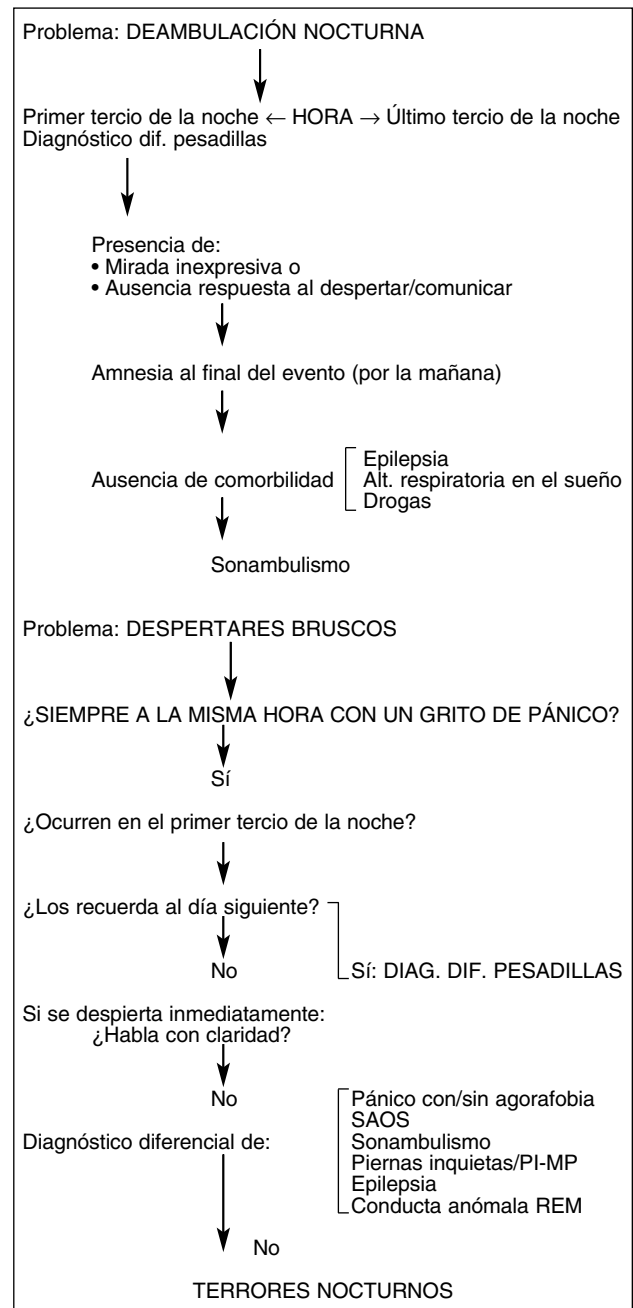 Problema: DEAMBULACIÓN NOCTURNA
Primer tercio de la noche ← HORA → Último tercio de la noche
Diagnóstico dif. pesadillas
Presencia de:
• Mirada inexpresiva o
• Ausencia respuesta al despertar/comunicar
Amnesia al final del evento (por la mañana)
Ausencia de comorbilidad
Epilepsia
Alt. respiratoria en el sueño
Drogas
Sonambulismo
Problema: DESPERTARES BRUSCOS
¿SIEMPRE A LA MISMA HORA CON UN GRITO DE PÁNICO?
Sí
¿Ocurren en el primer tercio de la noche?
¿Los recuerda al día siguiente?
No
Sí: DIAG. DIF. PESADILLAS
Si se despierta inmediatamente:
¿Habla con claridad?
No
Diagnóstico diferencial de:
Pánico con/sin agorafobia
SAOS
Sonambulismo
Piernas inquietas/PI-MP
Epilepsia
Conducta anómala REM
No
TERRORES NOCTURNOS